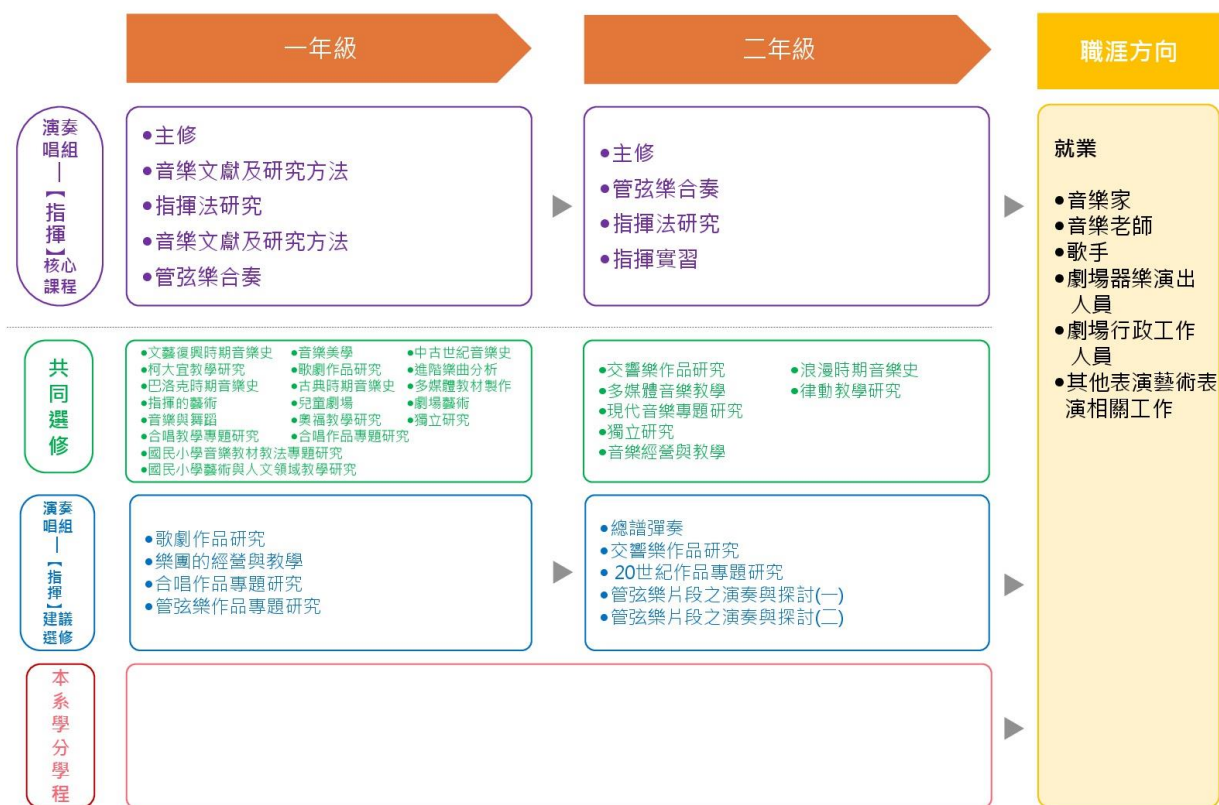 一年級
二年級
職涯方向
演奏
唱組
—
【
指
揮
】
核心
課程
●主修
●音樂文獻及研究方法
●指揮法研究
●音樂文獻及研究方法
●管弦樂合奏
●主修
●管弦樂合奏
●指揮法研究
●指揮實習
就業
●音樂家
●音樂老師
●歌手
●劇場器樂演出
人員
●劇場行政工作
人員
●其他表演藝術表
演相關工作
共
同
選
修
●文藝復興時期音樂史 ●音樂美學 ●中古世紀音樂史
●柯大宜教學研究 ●歌劇作品研究 ●進階樂曲分析
●巴洛克時期音樂史 ●古典時期音樂史 ●多媒體教材製作
●指揮的藝術 ●兒童劇場 ●劇場藝術
●音樂與舞蹈 ●奧福教學研究 ●獨立研究
●合唱教學專題研究 ●合唱作品專題研究
●國民小學音樂教材教法專題研究
●國民小學藝術與人文領域教學研究
●交響樂作品研究 ●浪漫時期音樂史
●多媒體音樂教學 ●律動教學研究
●現代音樂專題研究
●獨立研究
●音樂經營與教學
演奏
唱組
—
【
指
揮
】
建議
選修
●歌劇作品研究
●樂團的經營與教學
●合唱作品專題研究
●管弦樂作品專題研究
●總譜彈奏
●交響樂作品研究
● 20世紀作品專題研究
●管弦樂片段之演奏與探討(一)
●管弦樂片段之演奏與探討(二)
本
系
學
分
學
程